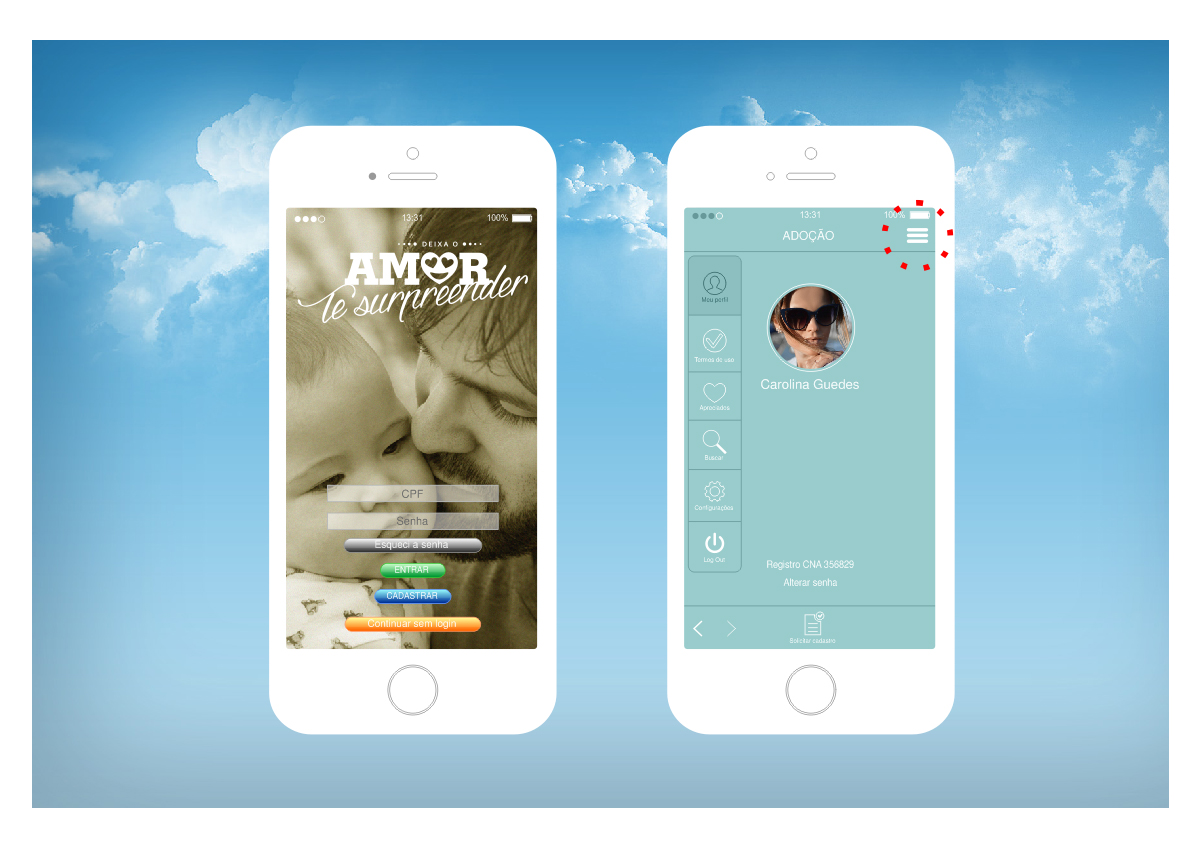 13:31
100%
DEIXA O
AMOR
te surpreender
CPF
Senha
Esqueci a senha
ENTRAR
CADASTRAR
Continuar sem login
13:31
100%
ADOÇÃO
Meu perfil
Termos de uso
Apreciados
Buscar
Configurações
Log Out
Carolina Guedes
Registro CNA 356829
Alterar senha
Solicitar cadastro